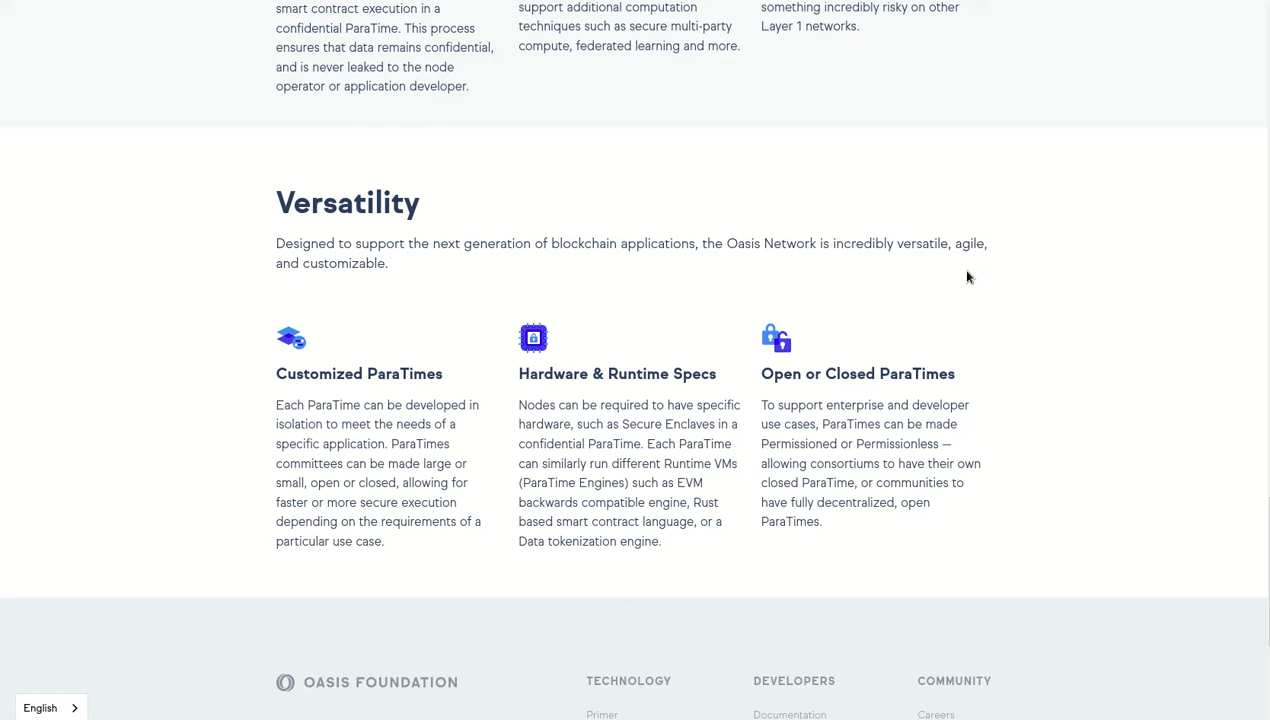 smart contract execution in a
confidential ParaTime. This process
ensures that data remains confidential,
and is never leaked to the node
operator or application developer.
support additional computation
techniques such as secure multi-party
compute, federated learning and more.
something incredibly risky on other
Layer 1 networks.
Versatility
Designed to support the next generation of blockchain applications, the Oasis Network is incredibly versatile, agile,
and customizable.
Customized ParaTimes
Each ParaTime can be developed in
isolation to meet the needs of a
specific application. ParaTimes
committees can be made large or
small, open or closed, allowing for
faster or more secure execution
depending on the requirements of a
particular use case.
Hardware & Runtime Specs
Nodes can be required to have specific
hardware, such as Secure Enclaves in a
confidential ParaTime. Each ParaTime
can similarly run different Runtime VMs
(ParaTime Engines) such as EVM
backwards compatible engine, Rust
based smart contract language, or a
Data tokenization engine.
Open or Closed ParaTimes
To support enterprise and developer
use cases, ParaTimes can be made
Permissioned or Permissionless —
allowing consortiums to have their own
closed ParaTime, or communities to
have fully decentralized, open
ParaTimes.
OASIS FOUNDATION
TECHNOLOGY
Primer
DEVELOPERS
Documentation
COMMUNITY
Careers
English